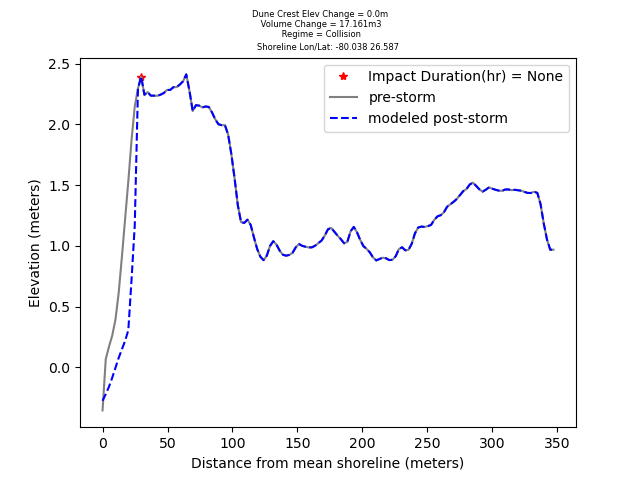 Dune Crest Elev Change = 0.0m
Volume Change = 17.161m3
Regime = Collision
Shoreline Lon/Lat: -80.038 26.587
Impact Duration(hr) = None
pre-storm
modeled post-storm
Elevation (meters)
2.5
2.0
1.5
1.0
0.5
0.0
0 50 100 150 200 250 300 350
Distance from mean shoreline (meters)